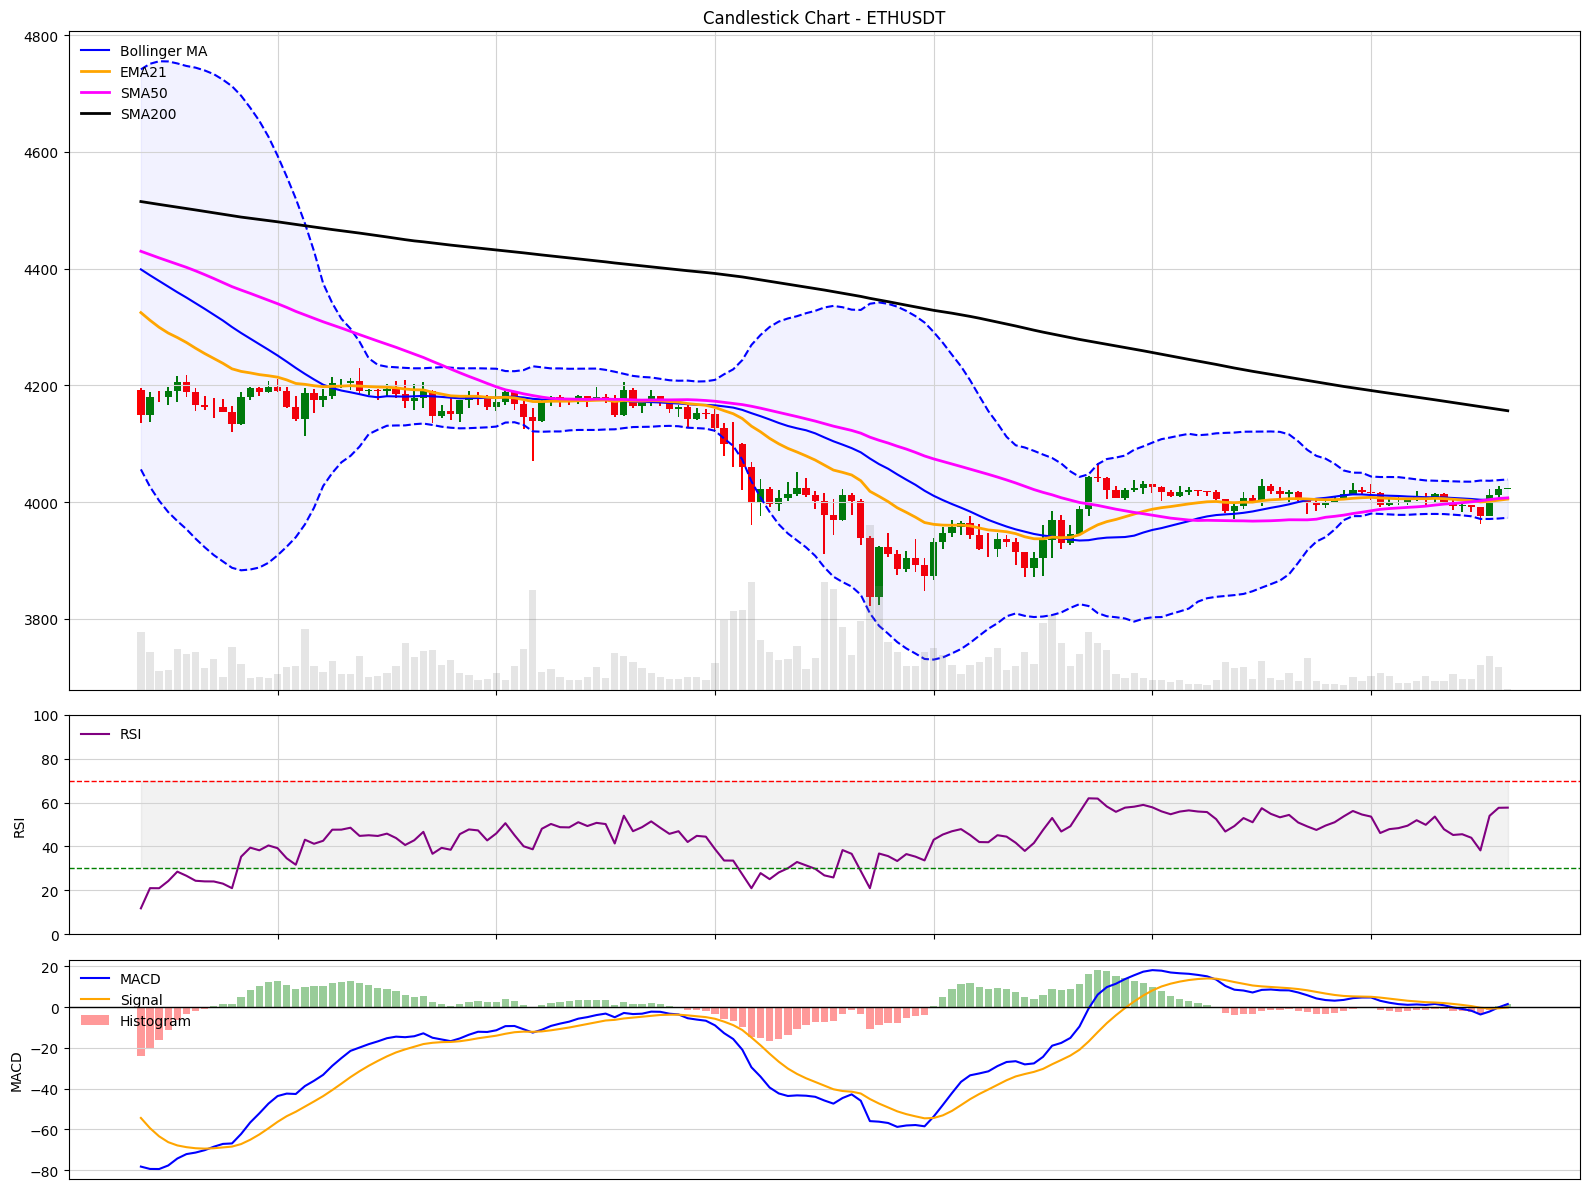 Candlestick Chart - ETHUSDT
4800
Bollinger MA
EMA21
SMA50
SMA200
4600
4400
4200
4000
3800
100
RSI
80
60
RSI
40
20
0
20
MACD
Signal
0
Histogram
−20
MACD
−40
−60
−80